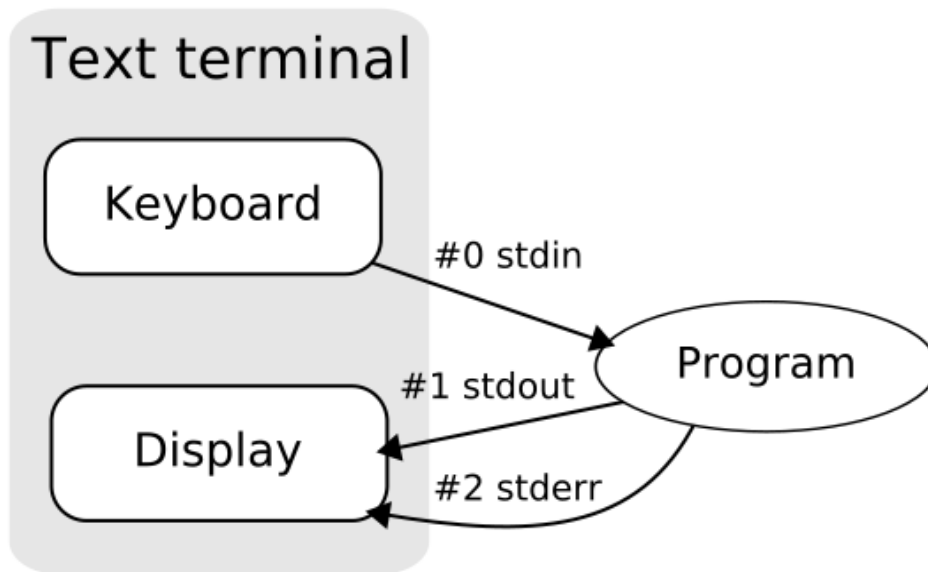 Text terminal
Keyboard
#0 stdin
Program
#1 stdout
Display
#2 stderr